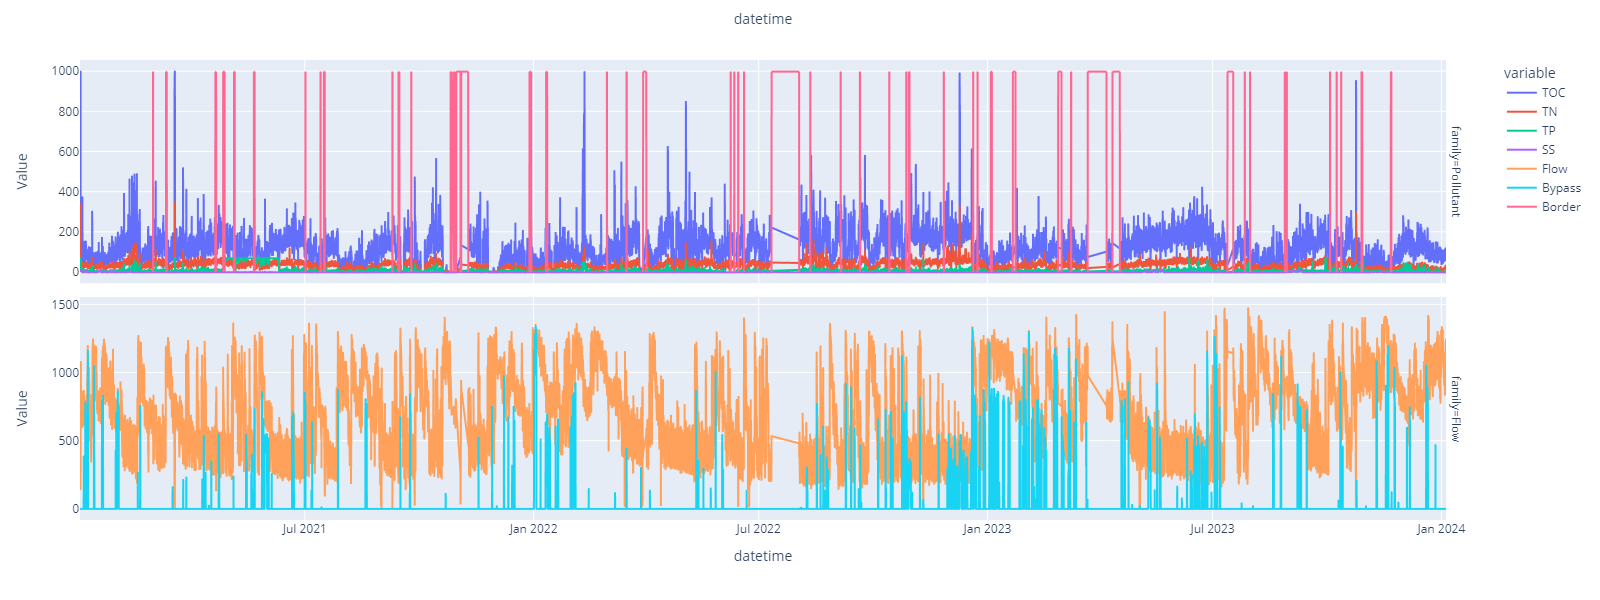 datetime
Value
1000
800
600
400
200
0
family=Pollutant
variable
TOC
TN
TP
SS
Flow
Bypass
Border
Value
1500
1000
500
0
family=Flow
Jul 2021
Jan 2022
Jul 2022
Jan 2023
Jul 2023
Jan 2024
datetime